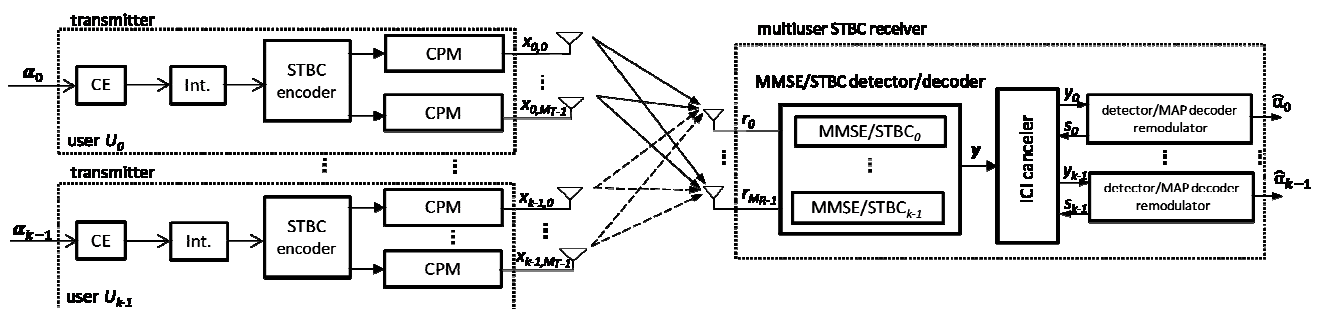 transmitter
α0
CE
Int.
STBC encoder
CPM
CPM
x0,0
x0,MT-1
user U0
transmitter
αk−1
CE
Int.
STBC encoder
CPM
CPM
xk-1,0
xk-1,MT-1
user Uk-1
multiuser STBC receiver
MMSE/STBC detector/decoder
r0
rMR-1
MMSE/STBC0
MMSE/STBCk-1
y
ICI canceler
y0
s0
yk-1
sk-1
detector/MAP decoder
remodulator
detector/MAP decoder
remodulator
α̂0
α̂k−1